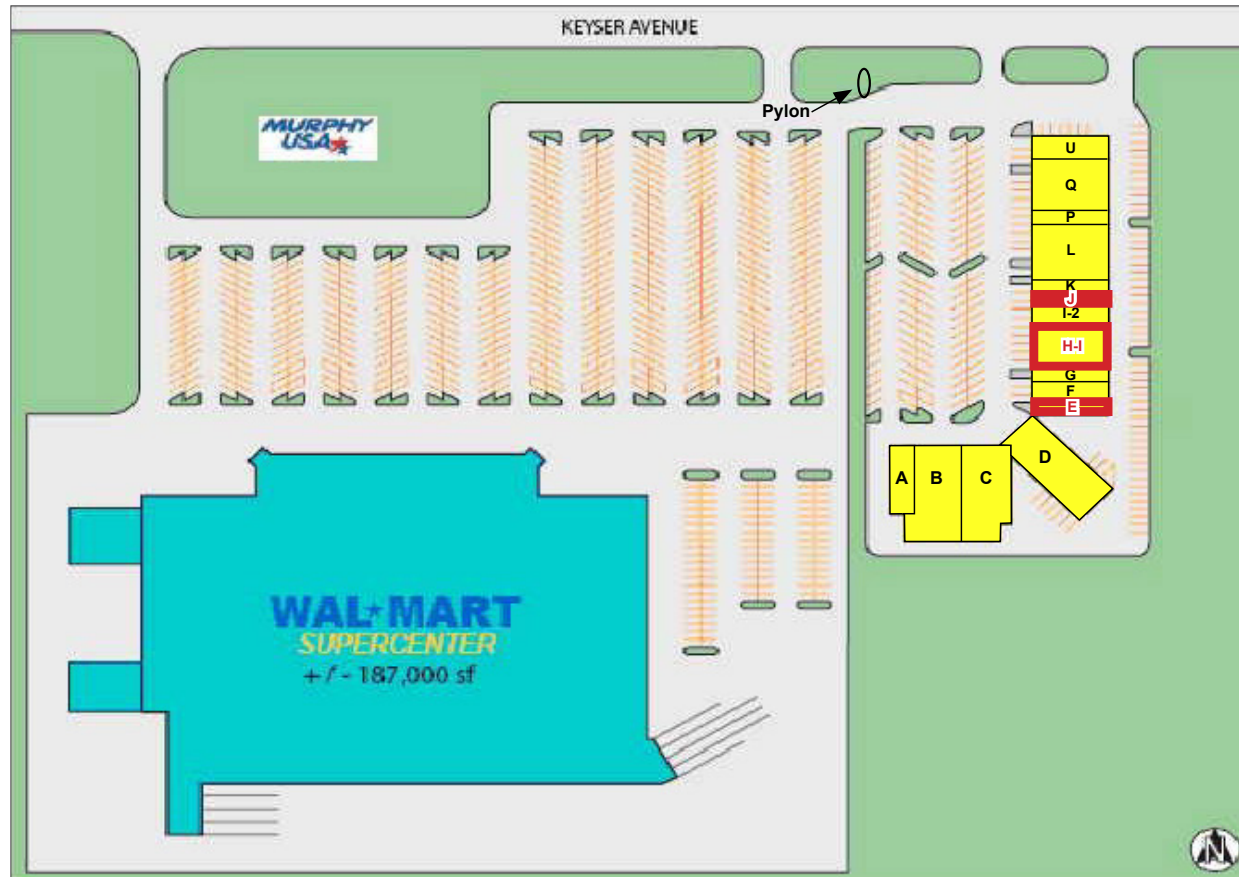 KEYSER AVENUE
Pylon
MURPHY
USA
U
Q
P
L
K
J
I-2
H-I
G
F
E
D
A
B
C
WAL★MART
SUPERCENTER
+/- 187,000 sf
N